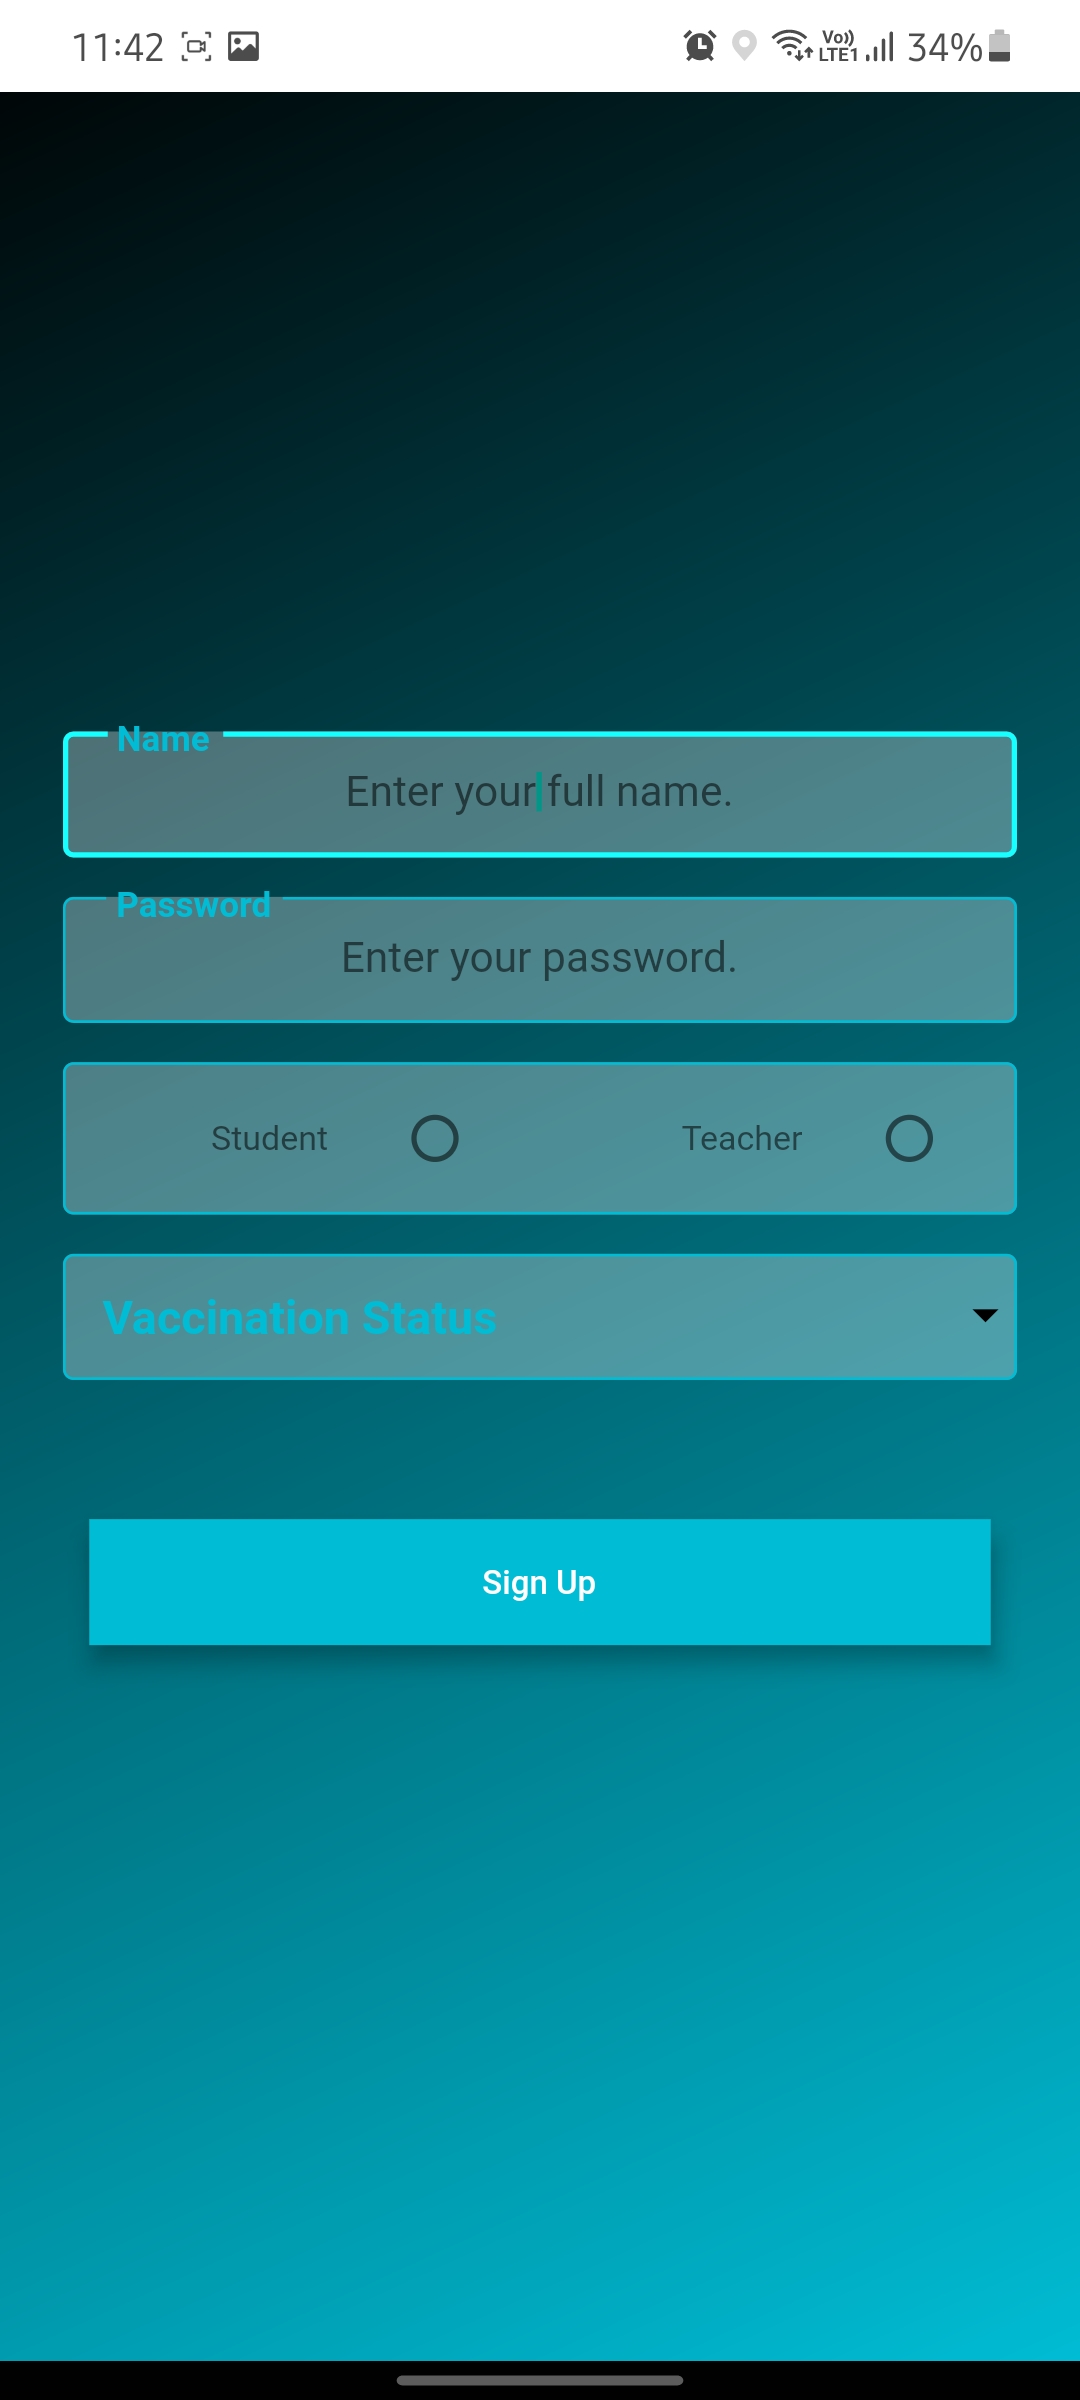 11:42 Vo)) LTE1 34%
Name
Enter your full name.
Password
Enter your password.
Student Teacher
Vaccination Status
Sign Up